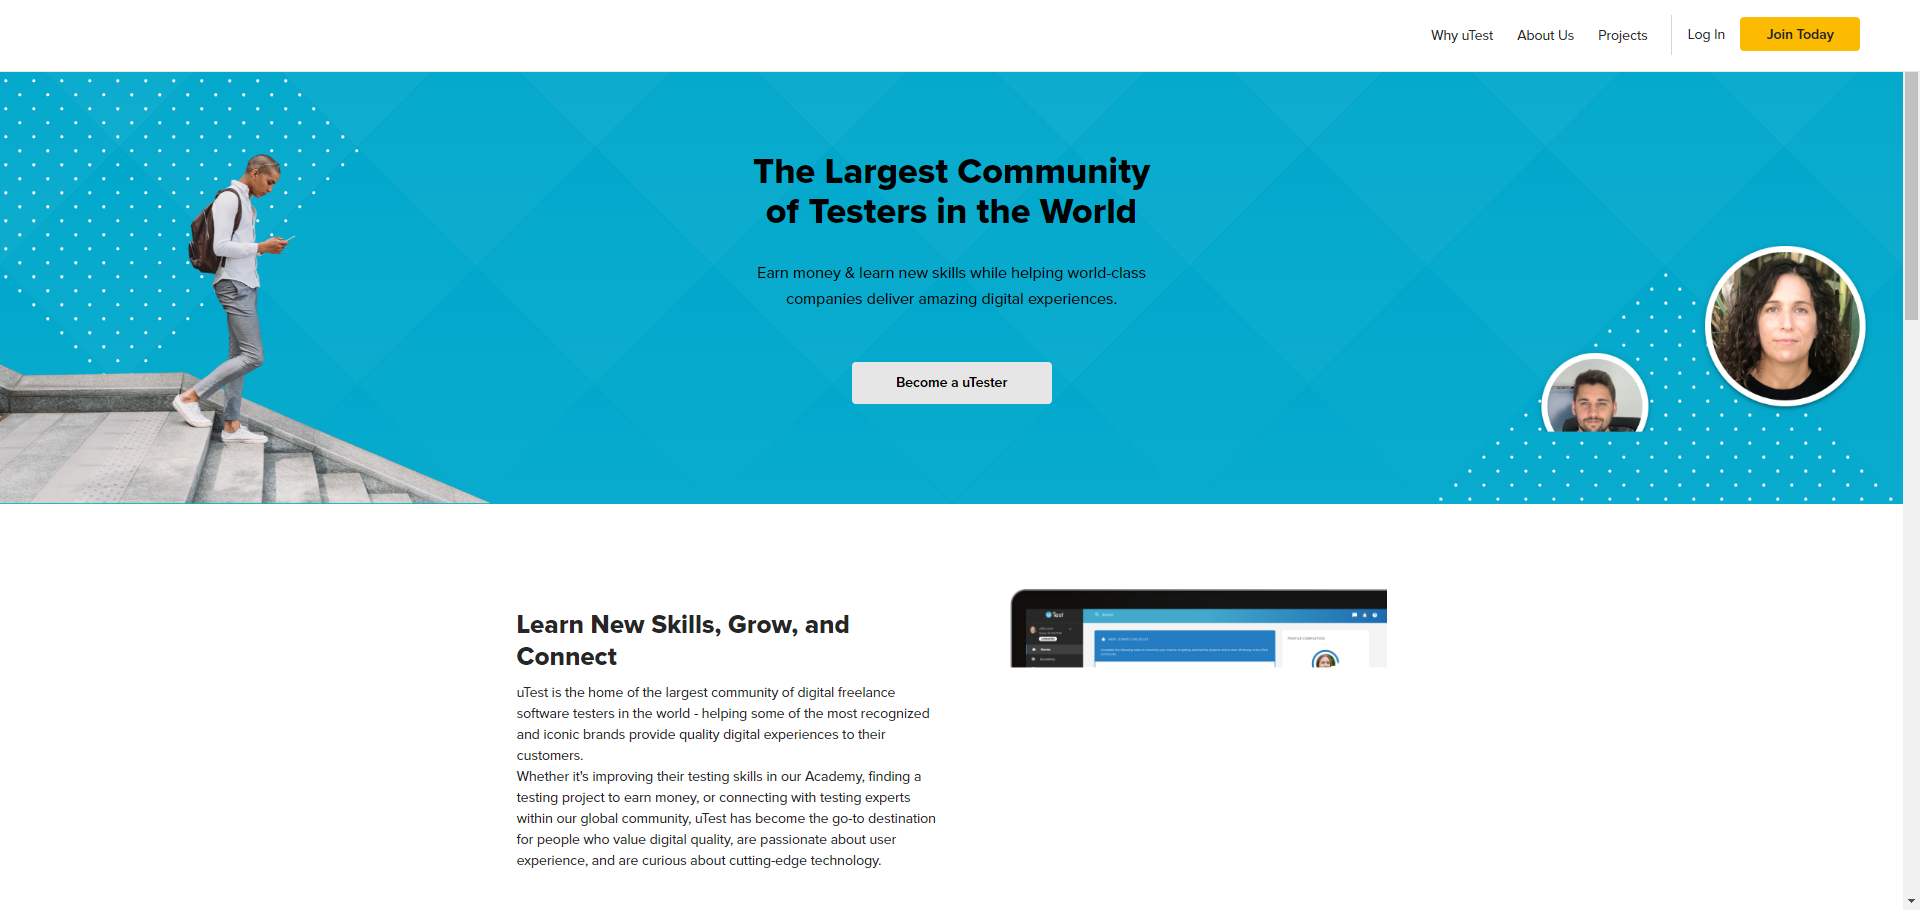 Why uTest
About Us
Projects
Log In
Join Today
The Largest Community
of Testers in the World
Earn money & learn new skills while helping world-class
companies deliver amazing digital experiences.
Become a uTester
Learn New Skills, Grow, and
Connect
uTest is the home of the largest community of digital freelance
software testers in the world - helping some of the most recognized
and iconic brands provide quality digital experiences to their
customers.
Whether it's improving their testing skills in our Academy, finding a
testing project to earn money, or connecting with testing experts
within our global community, uTest has become the go-to destination
for people who value digital quality, are passionate about user
experience, and are curious about cutting-edge technology.
uTest
Search
Home
Academy
PROFILE COMPLETION